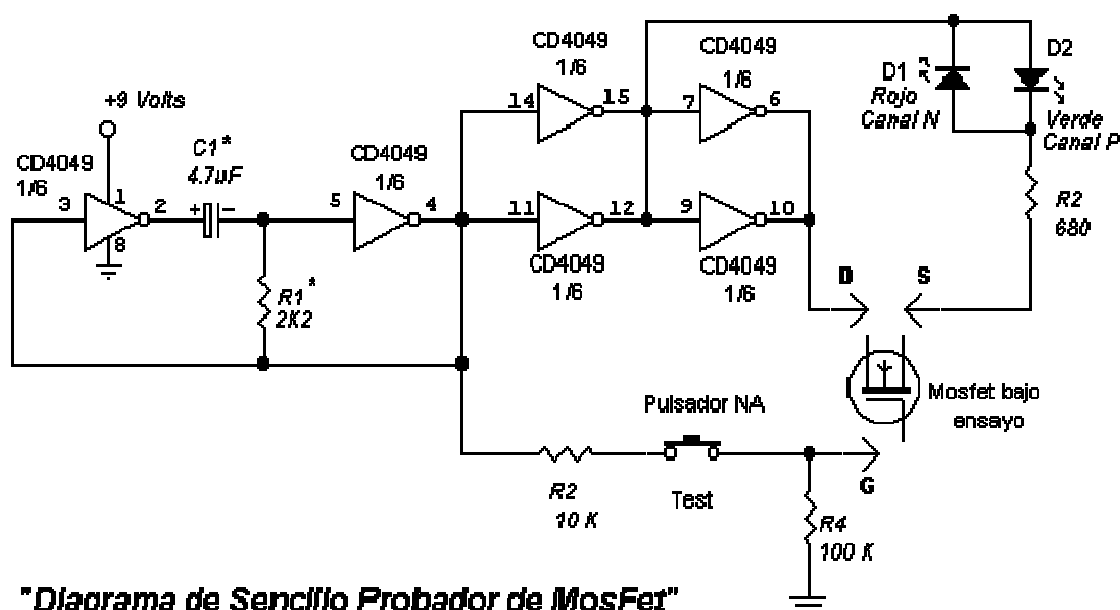 CD4049
1/6
CD4049
1/6
D2
D1
Rojo
Canal N
Verde
Canal P
+9 Volts
C1*
4.7uF
CD4049
1/6
CD4049
1/6
14
15
7
6
3
1
2
8
+
-
5
4
11
12
9
10
R2
680
CD4049
1/6
CD4049
1/6
D
S
R1*
2K2
Pulsador NA
Mosfet bajo
ensayo
R2
10 K
Test
G
R4
100 K
"Diagrama de Sencillo Probador de MosFet"